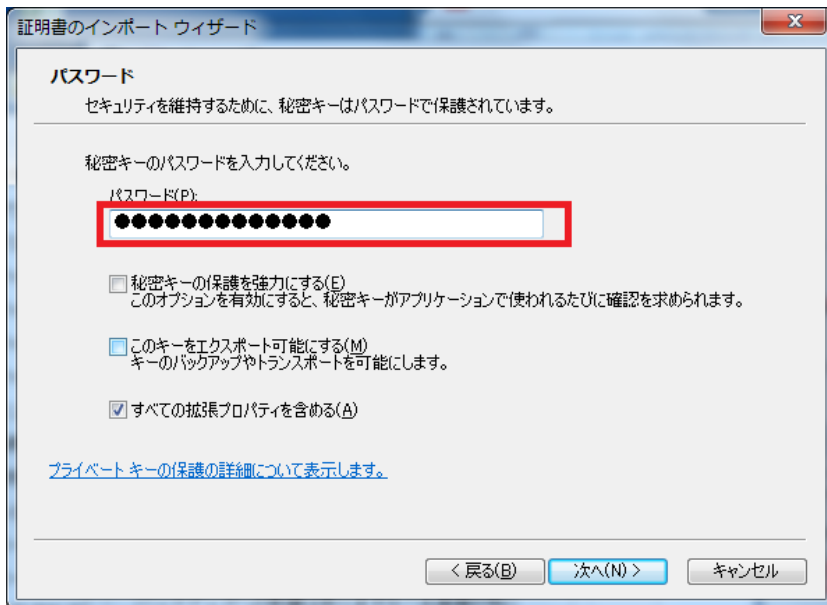 証明書のインポート ウィザード
パスワード
セキュリティを維持するために、秘密キーはパスワードで保護されています。
秘密キーのパスワードを入力してください。
パスワード(P):
●●●●●●●●●●●●●
秘密キーの保護を強力にする(E)
このオプションを有効にすると、秘密キーがアプリケーションで使われるたびに確認を求められます。
このキーをエクスポート可能にする(M)
キーのバックアップやトランスポートを可能にします。
すべての拡張プロパティを含める(A)
プライベート キーの保護の詳細について表示します。
< 戻る(B) 次へ(N) > キャンセル